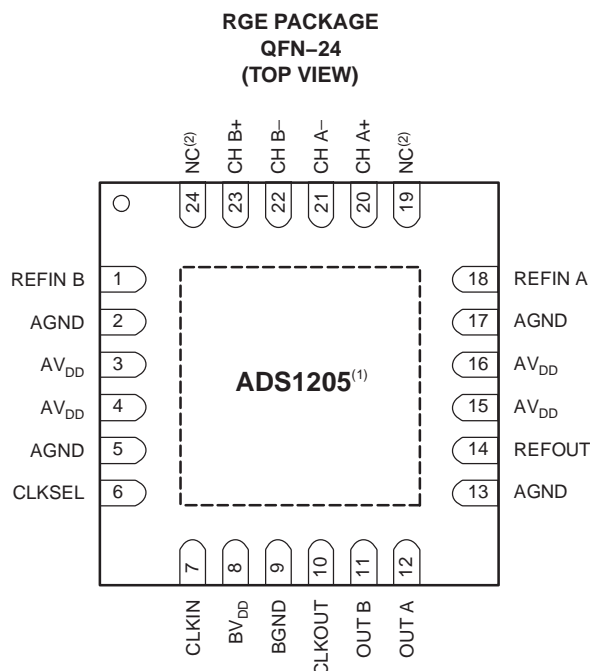 RGE PACKAGE
QFN−24
(TOP VIEW)
NC(2)
CH B+
CH B−
CH A−
CH A+
NC(2)
24
23
22
21
20
19
REFIN B 1
18 REFIN A
AGND 2
17 AGND
AVDD 3
16 AVDD
ADS1205(1)
AVDD 4
15 AVDD
AGND 5
14 REFOUT
CLKSEL 6
13 AGND
7
8
9
10
11
12
CLKIN
BVDD
BGND
CLKOUT
OUT B
OUT A